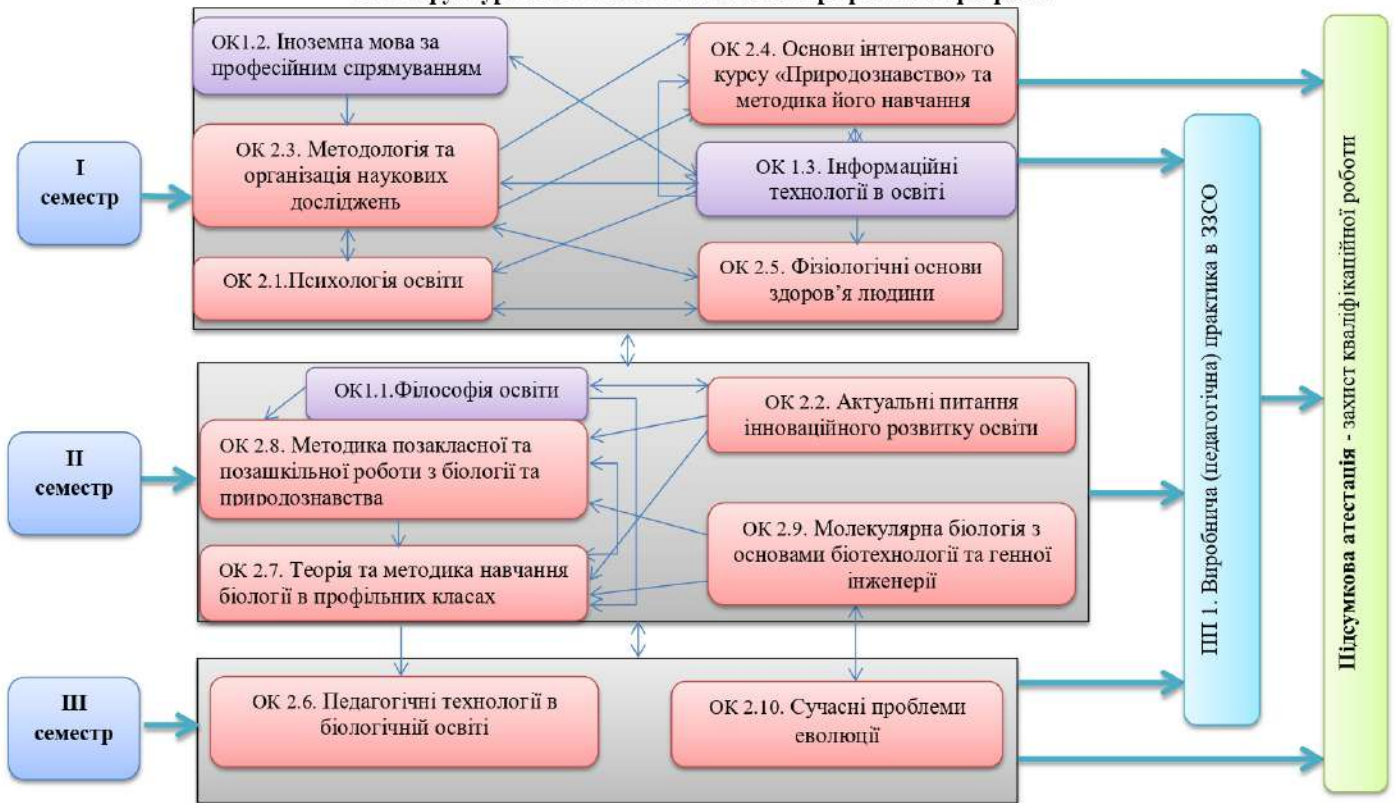 I
семестр
ОК1.2. Іноземна мова за
професійним спрямуванням
ОК 2.3. Методологія та
організація наукових
досліджень
ОК 2.1.Психологія освіти
ОК 2.4. Основи інтегрованого
курсу «Природознавство» та
методика його навчання
ОК 1.3. Інформаційні
технології в освіті
ОК 2.5. Фізіологічні основи
здоров’я людини
II
семестр
ОК1.1.Філософія освіти
ОК 2.8. Методика позакласної та
позашкільної роботи з біології та
природознавства
ОК 2.7. Теорія та методика навчання
біології в профільних класах
ОК 2.2. Актуальні питання
інноваційного розвитку освіти
ОК 2.9. Молекулярна біологія з
основами біотехнології та генної
інженерії
III
семестр
ОК 2.6. Педагогічні технології в
біологічній освіті
ОК 2.10. Сучасні проблеми
еволюції
ПП 1. Виробнича (педагогічна) практика в ЗЗСО
Підсумкова атестація - захист кваліфікаційної роботи